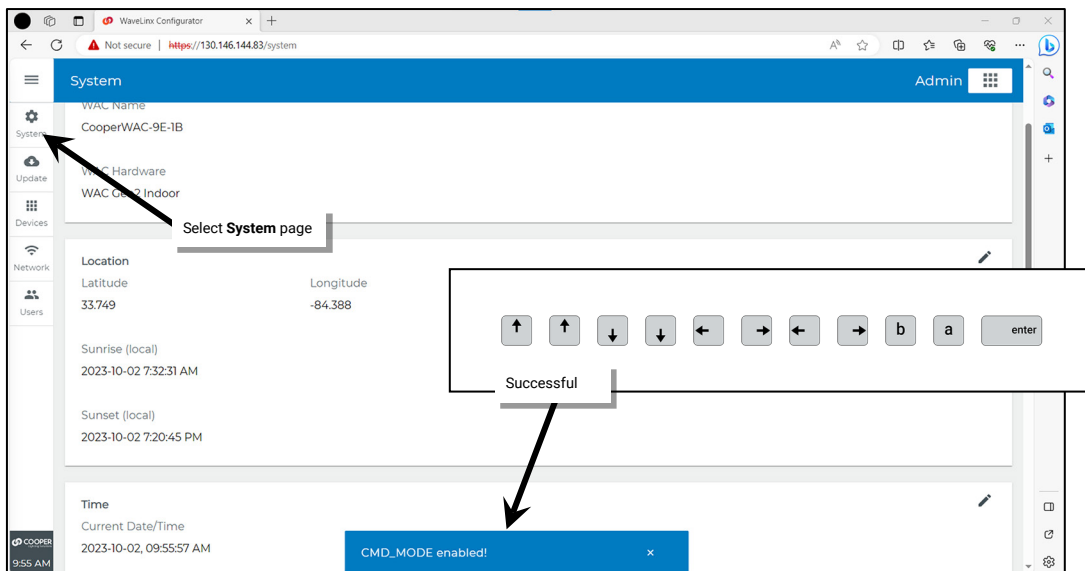 WaveLinx Configurator
Not secure | https://130.146.144.83/system
System
Admin
System
Update
Devices
Network
Users
WAC Name
CooperWAC-9E-1B
WAC Hardware
WAC Gen2 Indoor
Select System page
Location
Latitude
Longitude
33.749
-84.388
Sunrise (local)
2023-10-02 7:32:31 AM
Sunset (local)
2023-10-02 7:20:45 PM
↑ ↑ ↓ ↓ ← → ← → b a enter
Successful
Time
Current Date/Time
2023-10-02, 09:55:57 AM
CMD_MODE enabled!
COOPER
9:55 AM